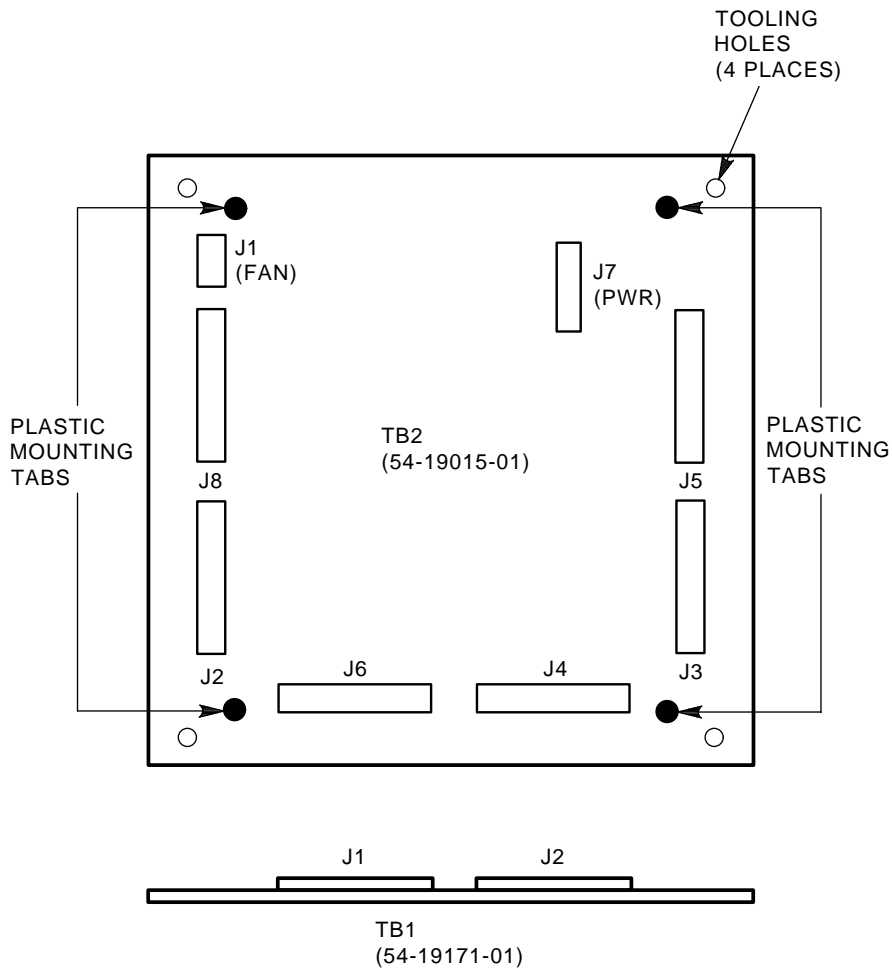 TOOLING
HOLES
(4 PLACES)
J1
(FAN)
J7
(PWR)
PLASTIC
MOUNTING
TABS
TB2
(54-19015-01)
PLASTIC
MOUNTING
TABS
J8
J5
J2
J6
J4
J3
J1
J2
TB1
(54-19171-01)